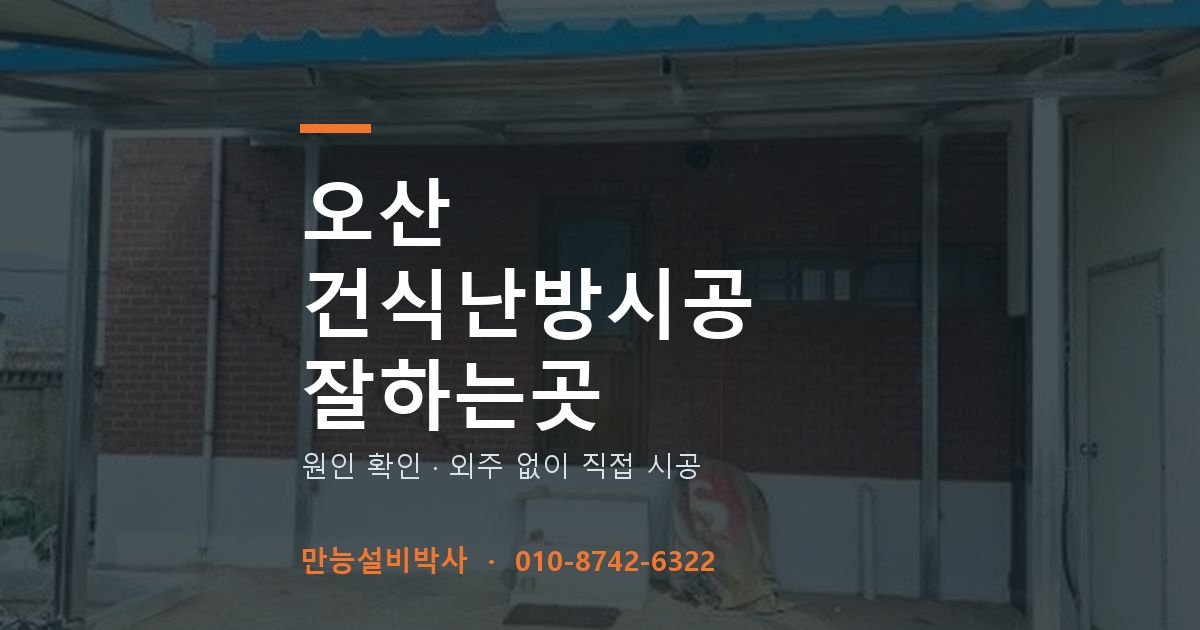 오산
건식난방시공
잘하는곳
원인 확인 · 외주 없이 직접 시공
만능설비박사 · 010-8742-6322
S